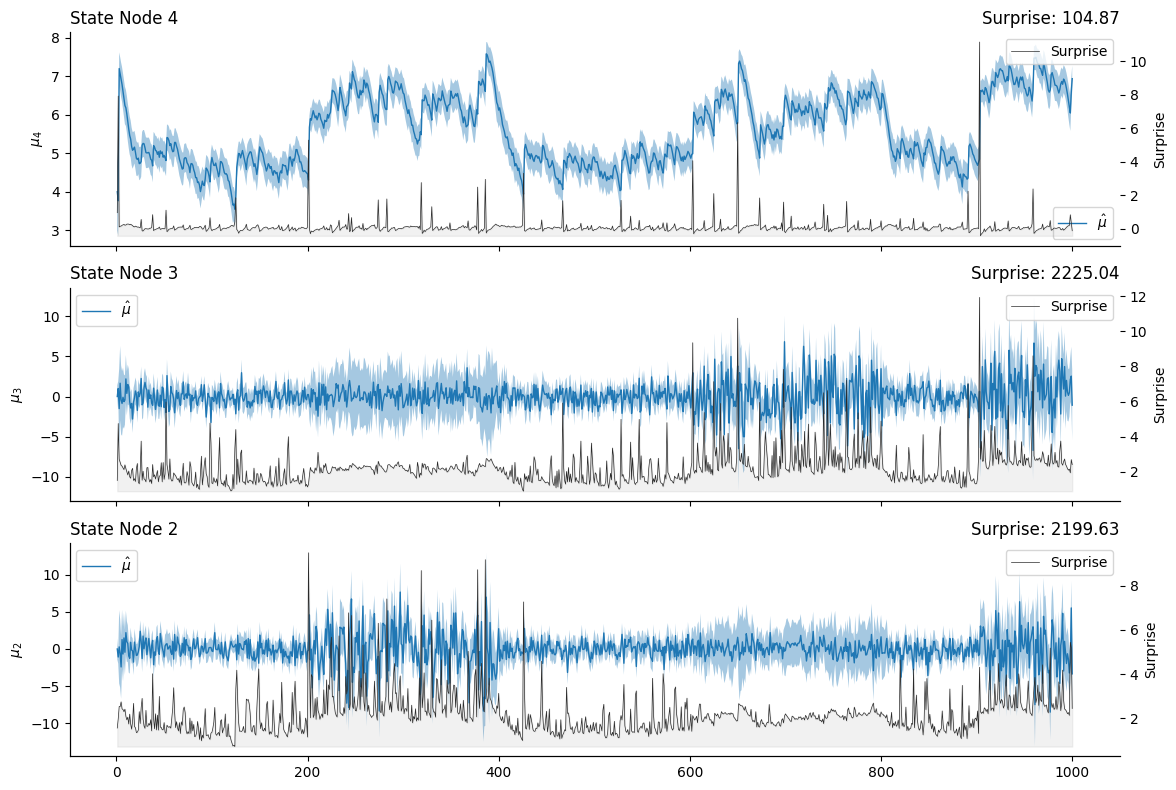 State Node 4 Surprise: 104.87
8
7
6
5
4
3
μ4
Surprise
10
8
6
4
2
0
Surprise
μ̂
State Node 3 Surprise: 2225.04
μ̂
Surprise
10
5
0
−5
−10
μ3
12
10
8
6
4
2
Surprise
State Node 2 Surprise: 2199.63
μ̂
Surprise
10
5
0
−5
−10
μ2
8
6
4
2
Surprise
0 200 400 600 800 1000